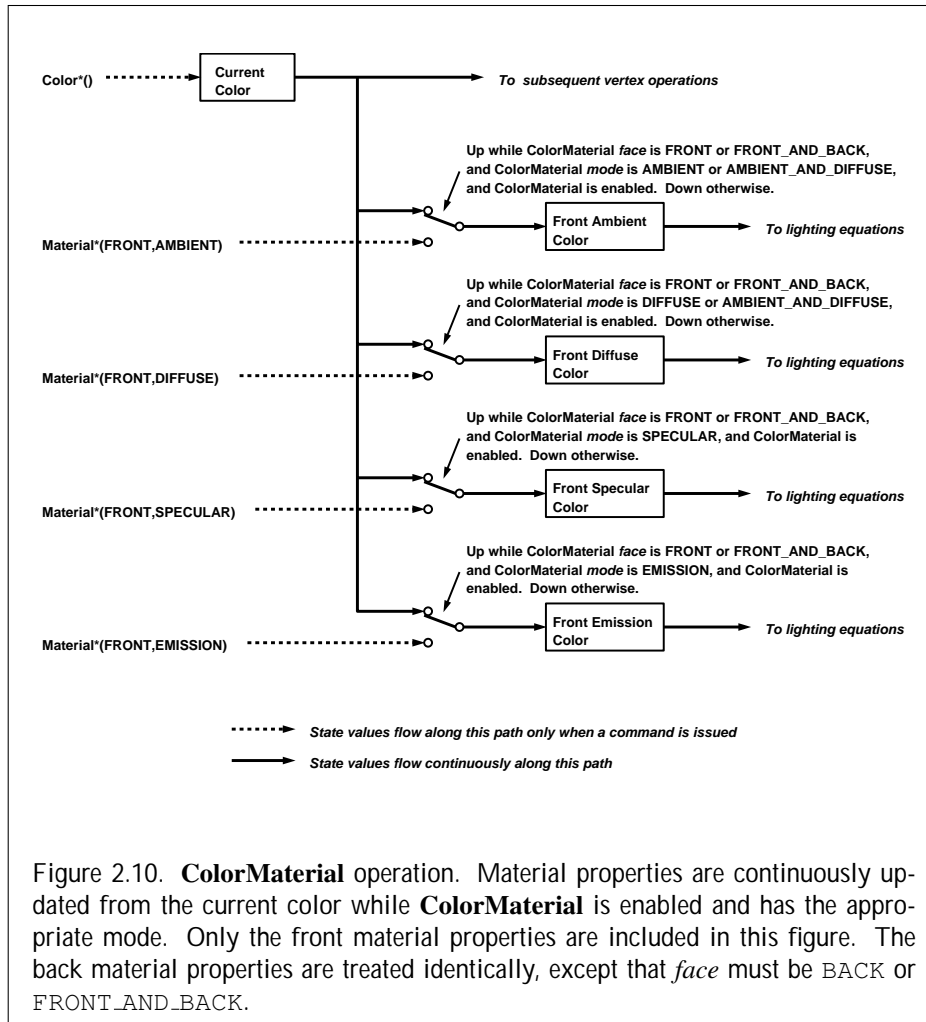 Color*()
Current
Color
To subsequent vertex operations
Up while ColorMaterial face is FRONT or FRONT_AND_BACK,
and ColorMaterial mode is AMBIENT or AMBIENT_AND_DIFFUSE,
and ColorMaterial is enabled. Down otherwise.
Material*(FRONT,AMBIENT)
Front Ambient
Color
To lighting equations
Up while ColorMaterial face is FRONT or FRONT_AND_BACK,
and ColorMaterial mode is DIFFUSE or AMBIENT_AND_DIFFUSE,
and ColorMaterial is enabled. Down otherwise.
Material*(FRONT,DIFFUSE)
Front Diffuse
Color
To lighting equations
Up while ColorMaterial face is FRONT or FRONT_AND_BACK,
and ColorMaterial mode is SPECULAR, and ColorMaterial is
enabled. Down otherwise.
Material*(FRONT,SPECULAR)
Front Specular
Color
To lighting equations
Up while ColorMaterial face is FRONT or FRONT_AND_BACK,
and ColorMaterial mode is EMISSION, and ColorMaterial is
enabled. Down otherwise.
Material*(FRONT,EMISSION)
Front Emission
Color
To lighting equations
State values flow along this path only when a command is issued
State values flow continuously along this path
Figure 2.10. ColorMaterial operation. Material properties are continuously up-
dated from the current color while ColorMaterial is enabled and has the appro-
priate mode. Only the front material properties are included in this figure. The
back material properties are treated identically, except that face must be BACK or
FRONT_AND_BACK.